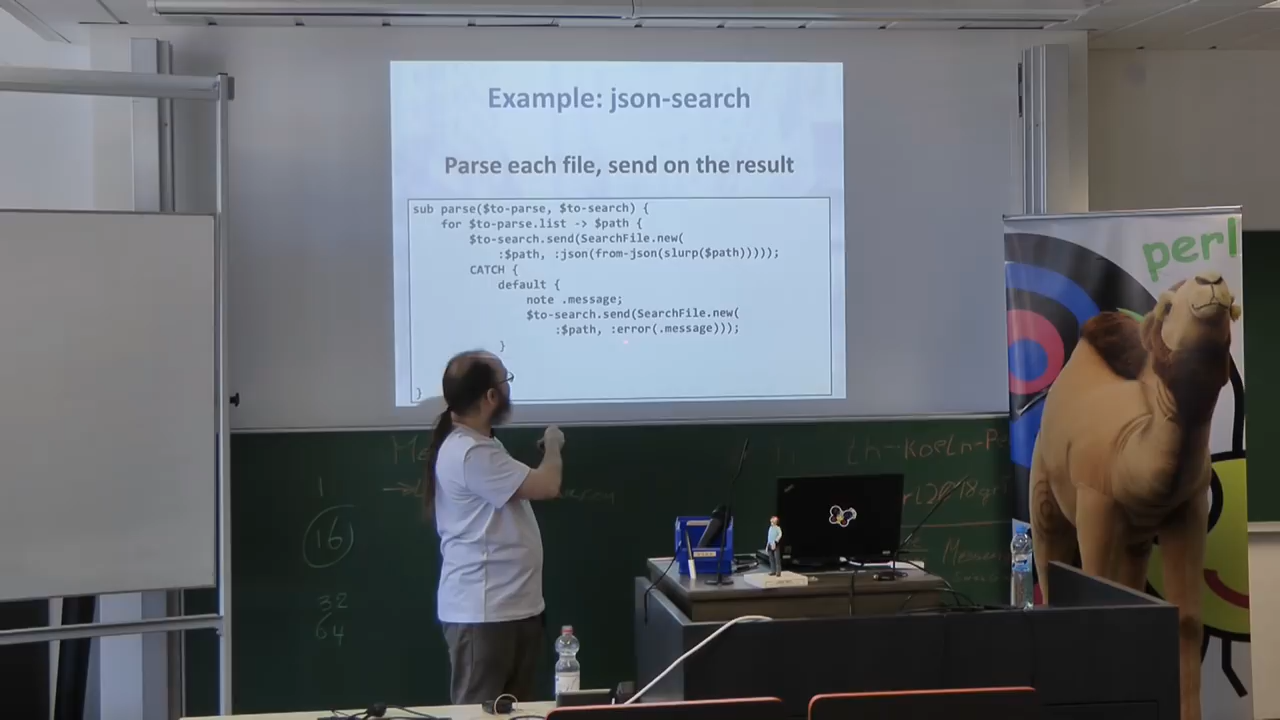 Example: json-search
Parse each file, send on the result
sub parse($to-parse, $to-search) {
for $to-parse.list -> $path {
$to-search.send(SearchFile.new(
:$path, :json(from-json(slurp($path)))));
CATCH {
default {
note .message;
$to-search.send(SearchFile.new(
:$path, :error(.message)));
}
}
perl
1
16
32
64